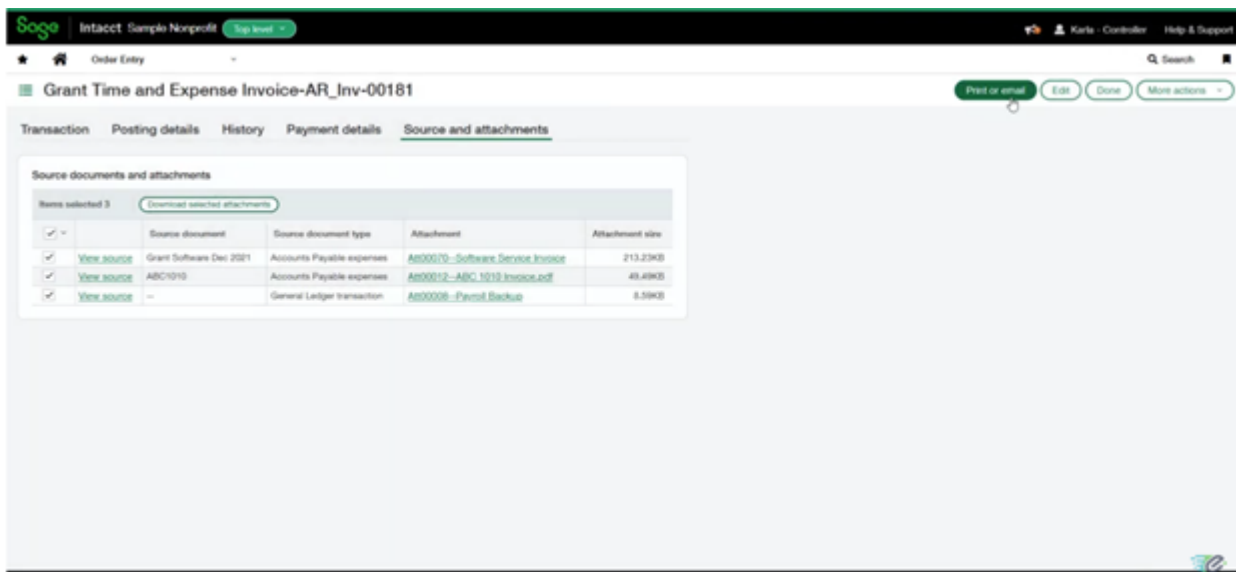 Sage Intacct Sample Nonprofit Top level Karla - Controller Help & Support
Order Entry Search
Grant Time and Expense Invoice-AR_Inv-00181 Print or email Edit Done More actions
Transaction Posting details History Payment details Source and attachments
Source documents and attachments
Items selected 3 Download selected attachments
Source document Source document type Attachment Attachment size
View source Grant Software Dec 2021 Accounts Payable expenses Att00070--Software Service Invoice 213.23KB
View source ABC1010 Accounts Payable expenses Att00012--ABC 1010 Invoice.pdf 49.49KB
View source -- General Ledger transaction Att00008--Payroll Backup 8.59KB